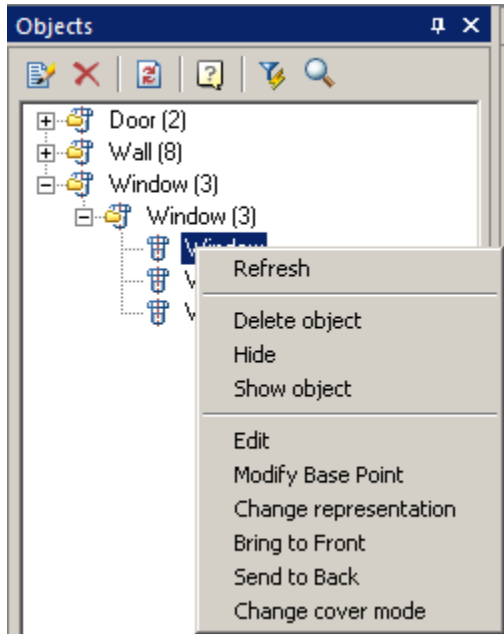 Objects
Door (2)
Wall (8)
Window (3)
Window (3)
Window
Refresh
Delete object
Hide
Show object
Edit
Modify Base Point
Change representation
Bring to Front
Send to Back
Change cover mode